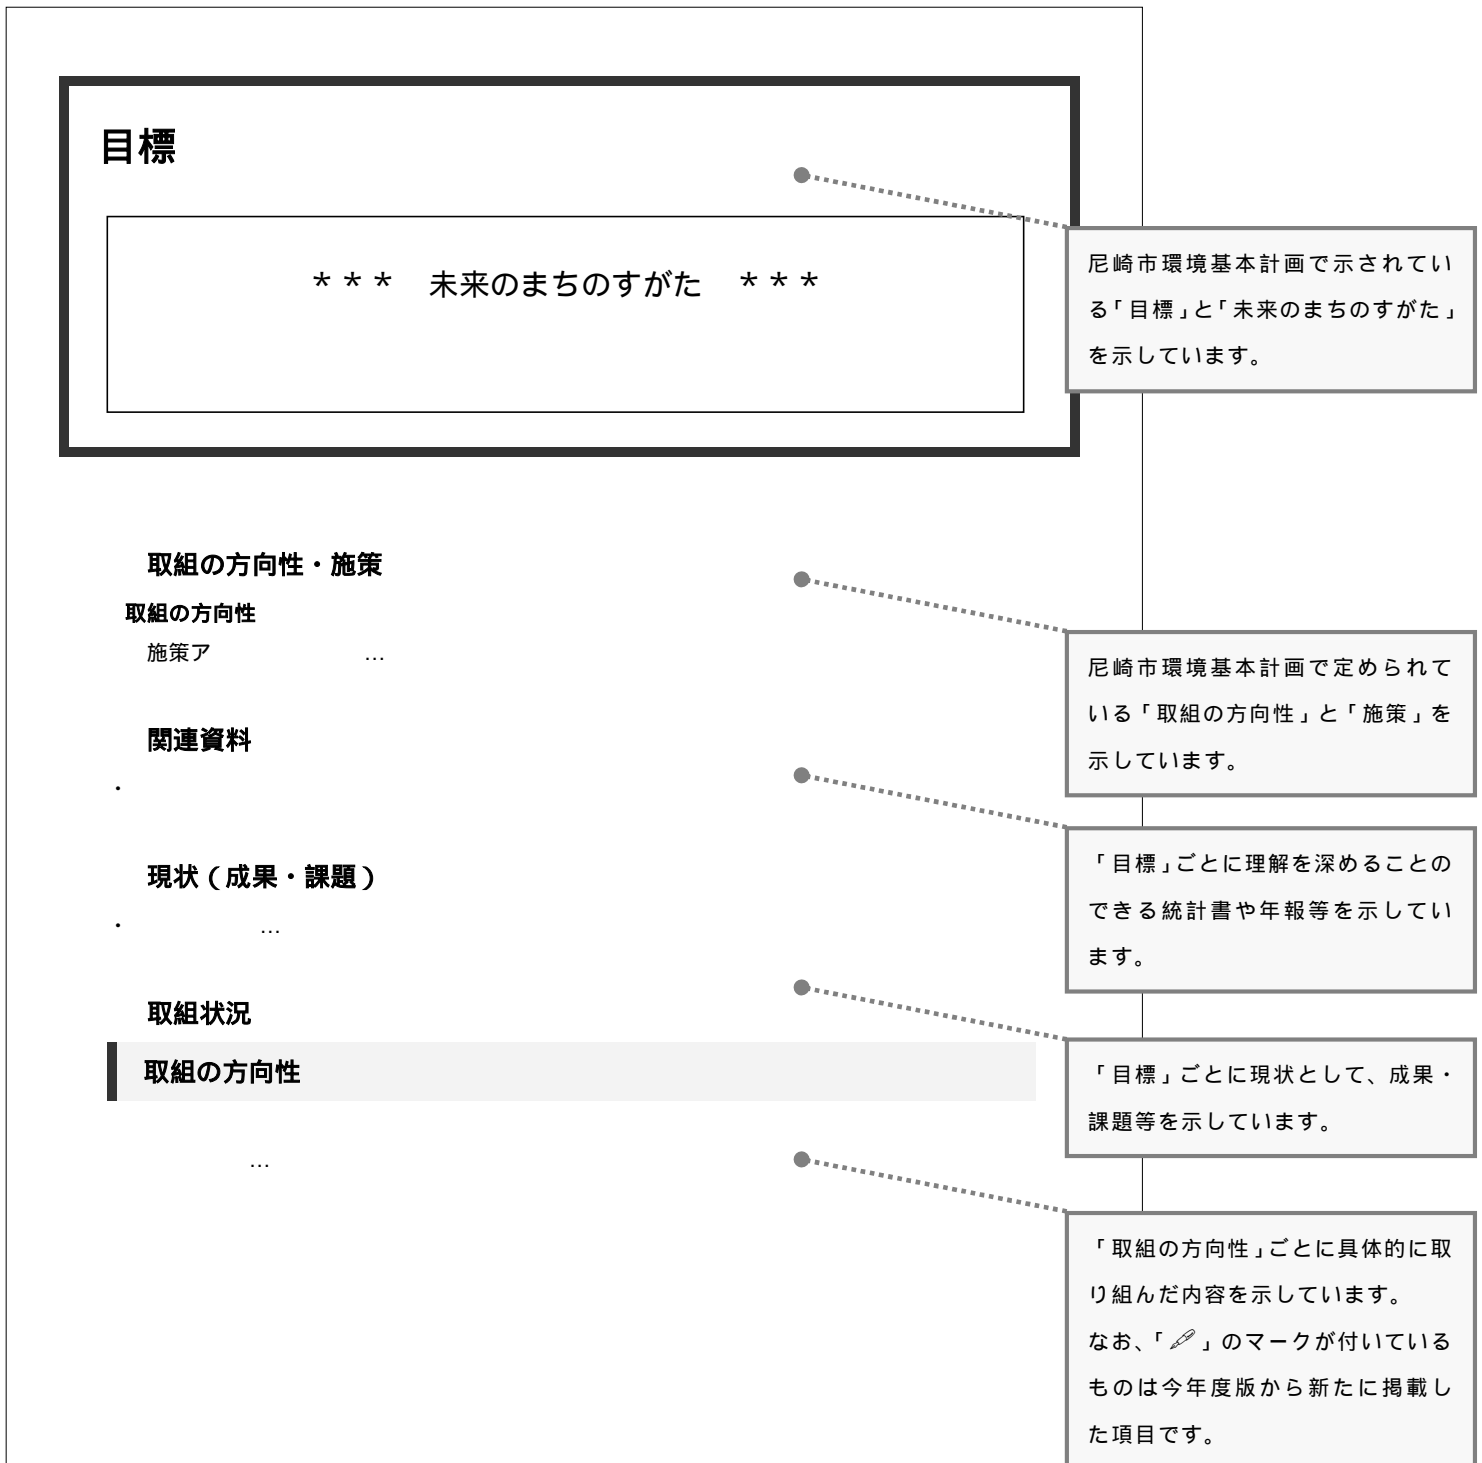 目標
＊＊＊　未来のまちのすがた　＊＊＊
尼崎市環境基本計画で示されてい
る「目標」と「未来のまちのすがた」
を示しています。
取組の方向性・施策
取組の方向性
施策ア　　　　　　　…
尼崎市環境基本計画で定められて
いる「取組の方向性」と「施策」を
示しています。
関連資料
・
「目標」ごとに理解を深めることの
できる統計書や年報等を示してい
ます。
現状（成果・課題）
・　　　　　　　…
「目標」ごとに現状として、成果・
課題等を示しています。
取組状況
取組の方向性
…
「取組の方向性」ごとに具体的に取
り組んだ内容を示しています。
なお、「🖋」のマークが付いている
ものは今年度版から新たに掲載し
た項目です。